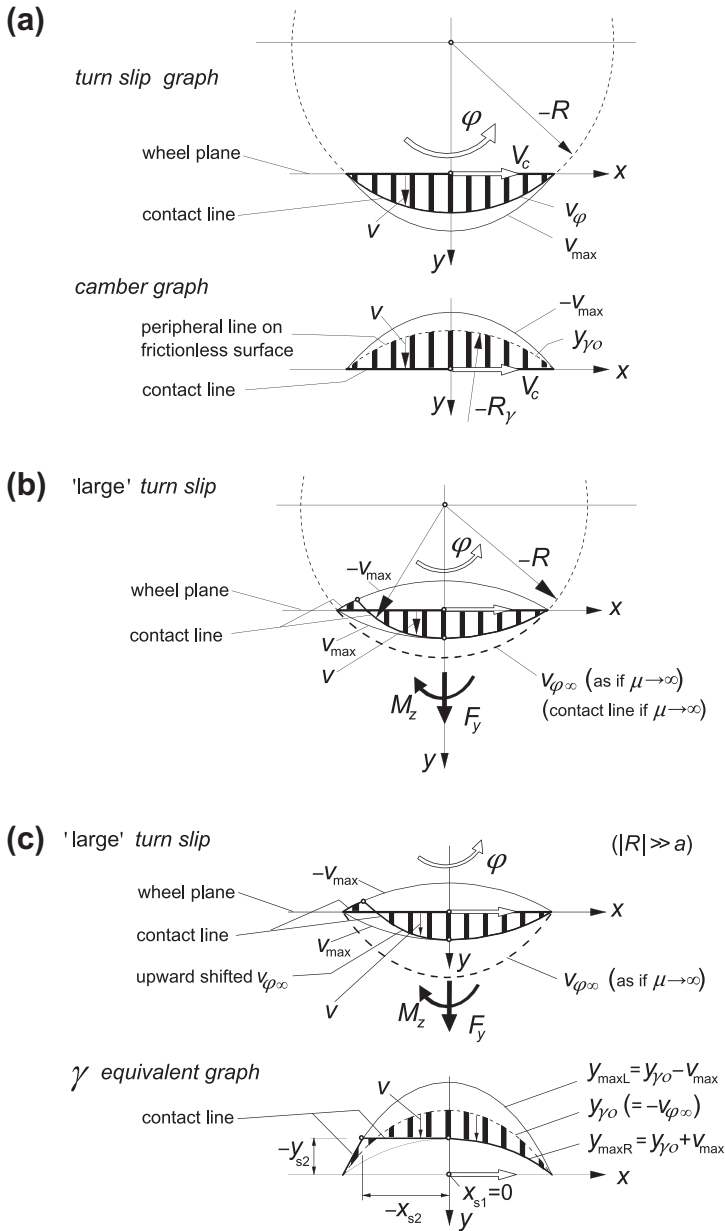 (a)
turn slip graph
−R
φ
wheel plane
V_c
x
contact line
v
v_φ
v_max
y
camber graph
v
−v_max
peripheral line on
frictionless surface
y_γo
contact line
x
y
−R_γ
V_c
(b) 'large' turn slip
−v_max
φ
−R
wheel plane
x
contact line
v_max
v
v_φ∞ (as if μ→∞)
(contact line if μ→∞)
M_z
F_y
y
(c) 'large' turn slip
φ
(|R| ≫ a)
−v_max
wheel plane
x
contact line
v_max
y
upward shifted v_φ∞
v_φ∞ (as if μ→∞)
v
M_z
F_y
γ equivalent graph
y_maxL = y_γo − v_max
v
contact line
y_γo (= −v_φ∞)
−y_s2
y_maxR = y_γo + v_max
x_s1 = 0
x
−x_s2
y